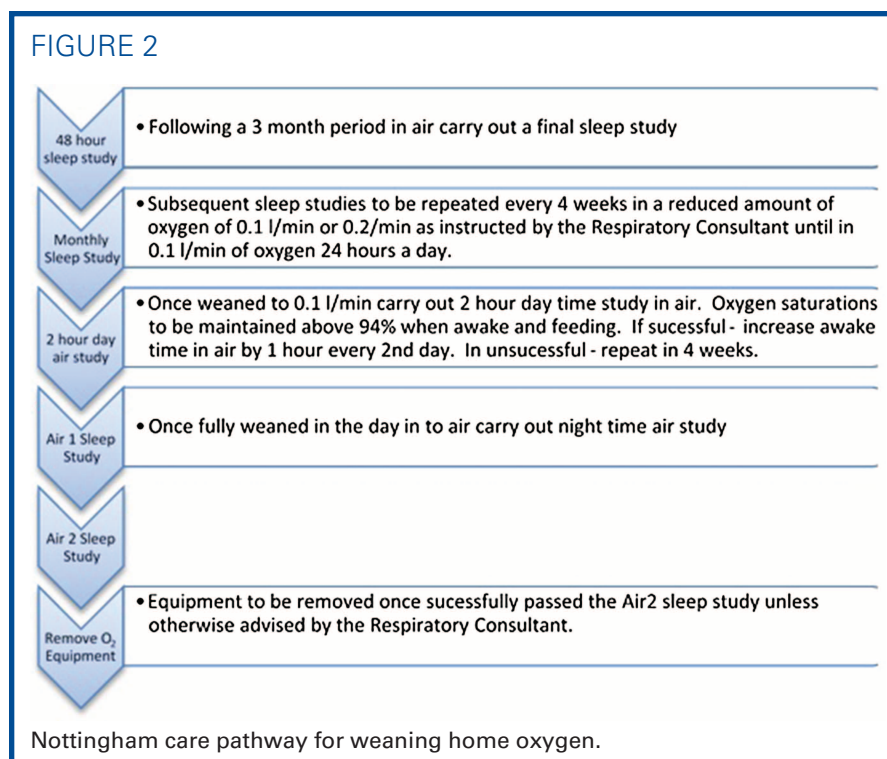 FIGURE 2
48 hour
sleep study
• Following a 3 month period in air carry out a final sleep study
Monthly
Sleep Study
• Subsequent sleep studies to be repeated every 4 weeks in a reduced amount of
oxygen of 0.1 l/min or 0.2/min as instructed by the Respiratory Consultant until in
0.1 l/min of oxygen 24 hours a day.
2 hour day
air study
• Once weaned to 0.1 l/min carry out 2 hour day time study in air. Oxygen saturations
to be maintained above 94% when awake and feeding. If sucessful - increase awake
time in air by 1 hour every 2nd day. In unsucessful - repeat in 4 weeks.
Air 1 Sleep
Study
• Once fully weaned in the day in to air carry out night time air study
Air 2 Sleep
Study
Remove O₂
Equipment
• Equipment to be removed once sucessfully passed the Air2 sleep study unless
otherwise advised by the Respiratory Consultant.
Nottingham care pathway for weaning home oxygen.